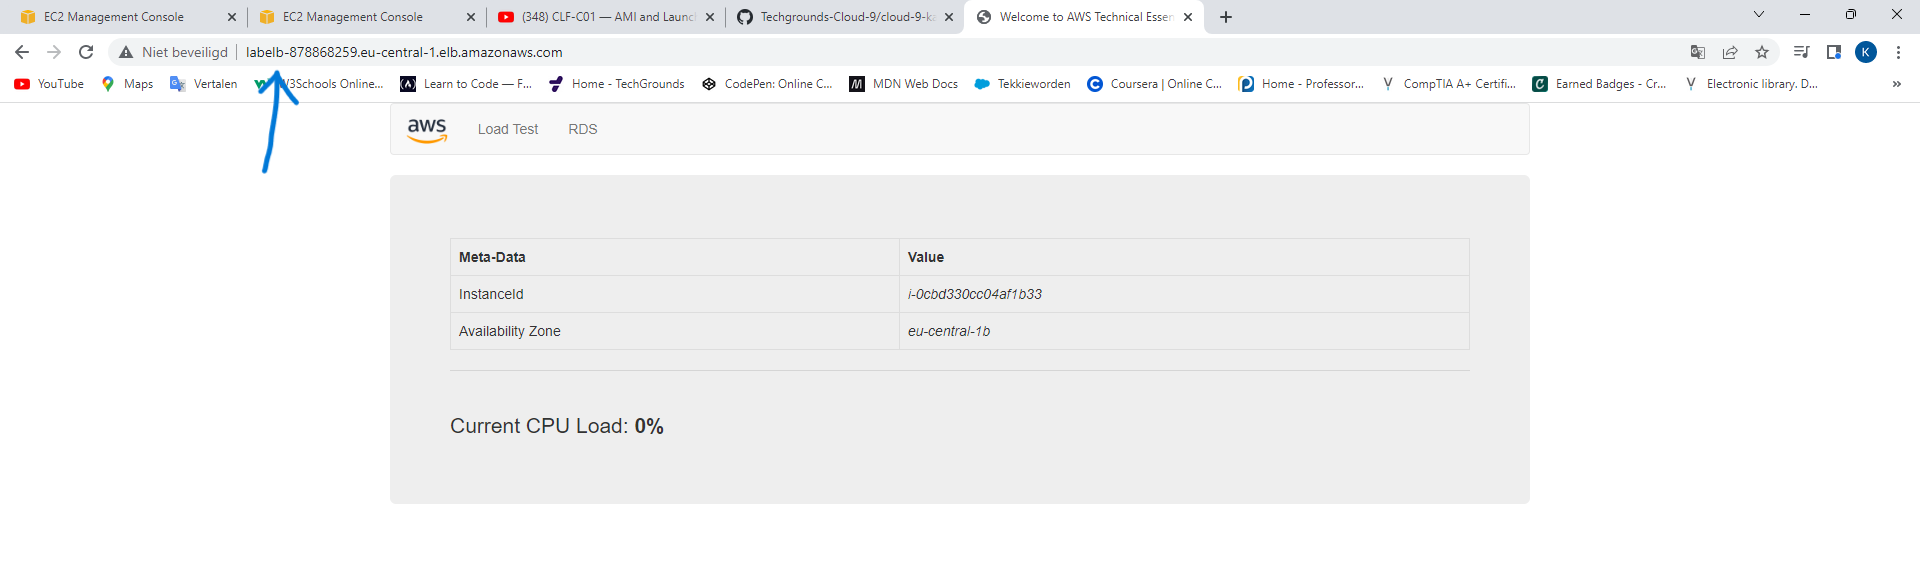 EC2 Management Console
EC2 Management Console
(348) CLF-C01 — AMI and Launc
Techgrounds-Cloud-9/cloud-9-k
Welcome to AWS Technical Essen
Niet beveiligd labelb-878868259.eu-central-1.elb.amazonaws.com
K
YouTube Maps Vertalen W3Schools Online... Learn to Code — F... Home - TechGrounds CodePen: Online C... MDN Web Docs Tekkieworden Coursera | Online C... Home - Professor... CompTIA A+ Certifi... Earned Badges - Cr... Electronic library. D... »
aws Load Test RDS
Meta-Data Value
InstanceId i-0cbd330cc04af1b33
Availability Zone eu-central-1b
Current CPU Load: 0%